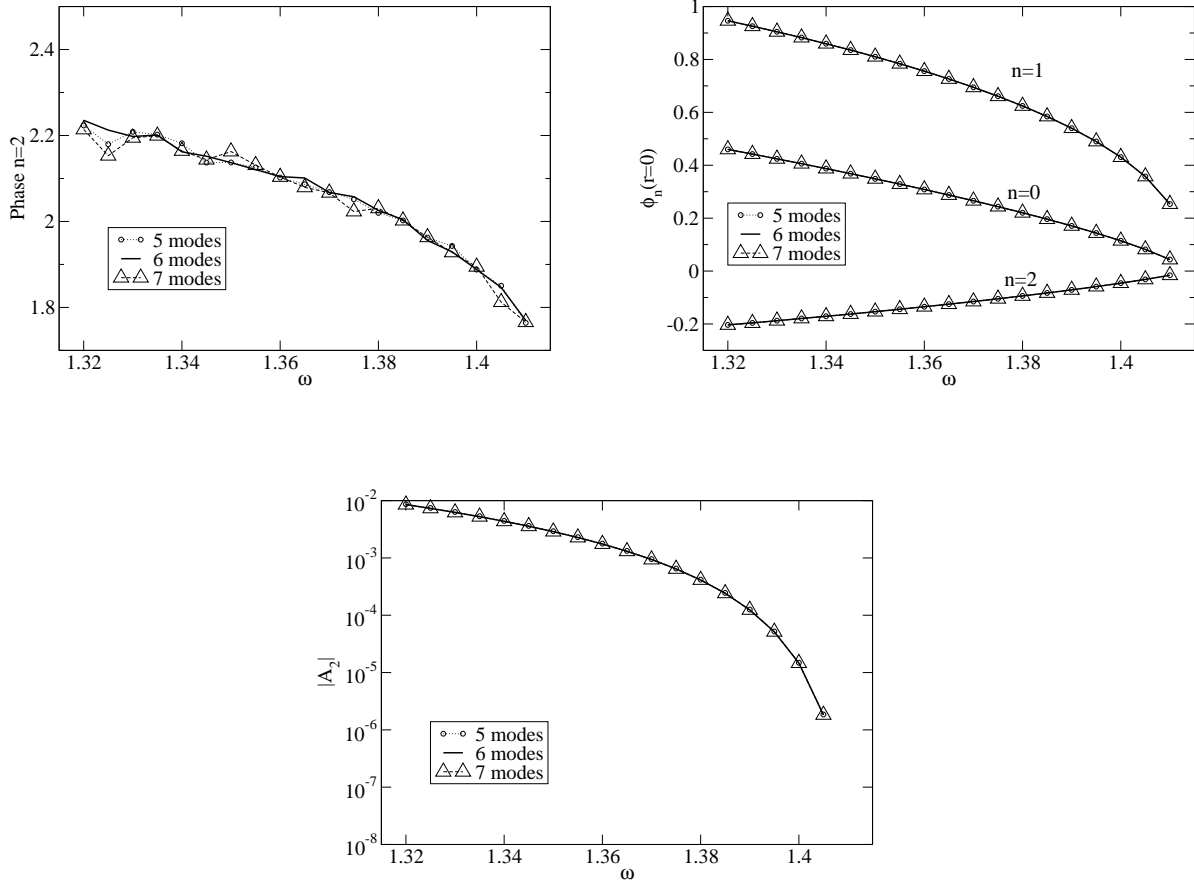 2.4
2.2
2
1.8
Phase n=2
5 modes
6 modes
7 modes
1.32 1.34 1.36 1.38 1.4
ω
1
0.8
0.6
0.4
0.2
0
-0.2
ϕn(r=0)
n=1
n=0
n=2
5 modes
6 modes
7 modes
1.32 1.34 1.36 1.38 1.4
ω
10-2
10-3
10-4
10-5
10-6
10-7
10-8
|A2|
5 modes
6 modes
7 modes
1.32 1.34 1.36 1.38 1.4
ω